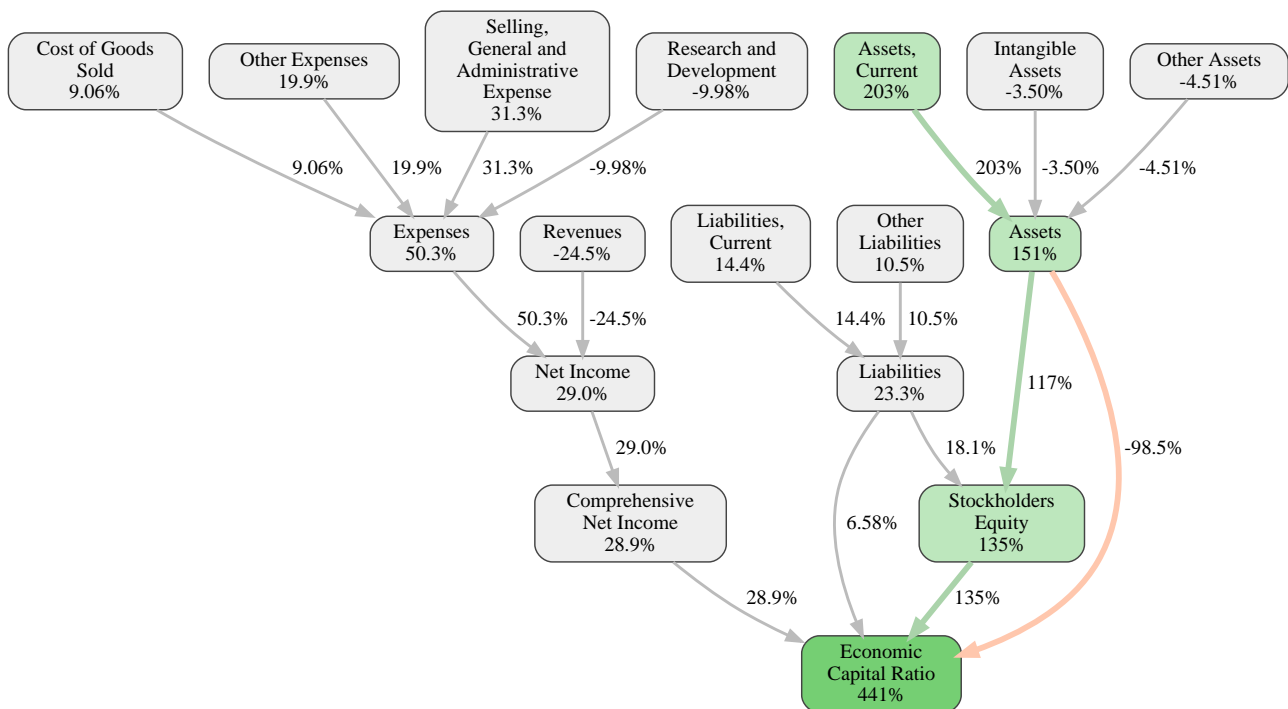 Cost of Goods
Sold
9.06%
Other Expenses
19.9%
Selling,
General and
Administrative
Expense
31.3%
Research and
Development
-9.98%
Assets,
Current
203%
Intangible
Assets
-3.50%
Other Assets
-4.51%
9.06%
19.9%
31.3%
-9.98%
203%
-3.50%
-4.51%
Expenses
50.3%
Revenues
-24.5%
Liabilities,
Current
14.4%
Other
Liabilities
10.5%
Assets
151%
50.3%
-24.5%
14.4%
10.5%
Net Income
29.0%
Liabilities
23.3%
117%
29.0%
18.1%
-98.5%
Comprehensive
Net Income
28.9%
6.58%
Stockholders
Equity
135%
28.9%
135%
Economic
Capital Ratio
441%